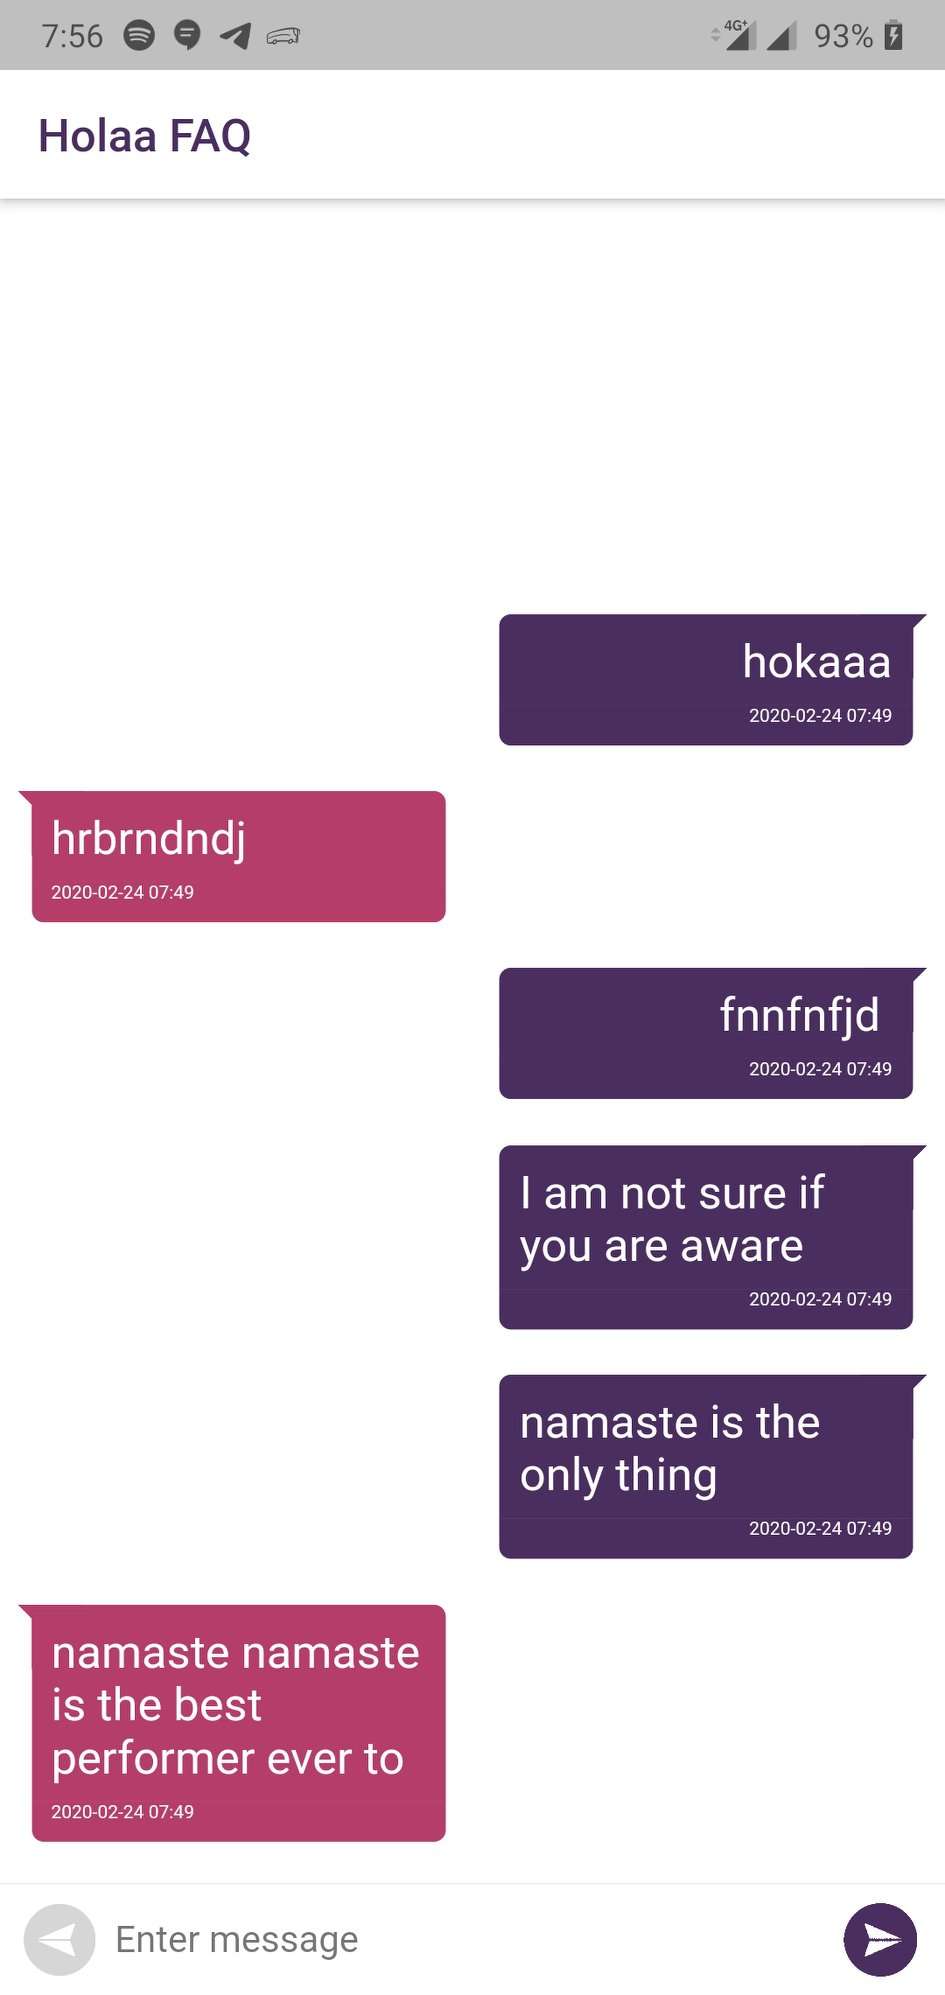 7:56 4G+ 93%
Holaa FAQ
hokaaa
2020-02-24 07:49
hrbrndndj
2020-02-24 07:49
fnnfnfjd
2020-02-24 07:49
I am not sure if
you are aware
2020-02-24 07:49
namaste is the
only thing
2020-02-24 07:49
namaste namaste
is the best
performer ever to
2020-02-24 07:49
Enter message